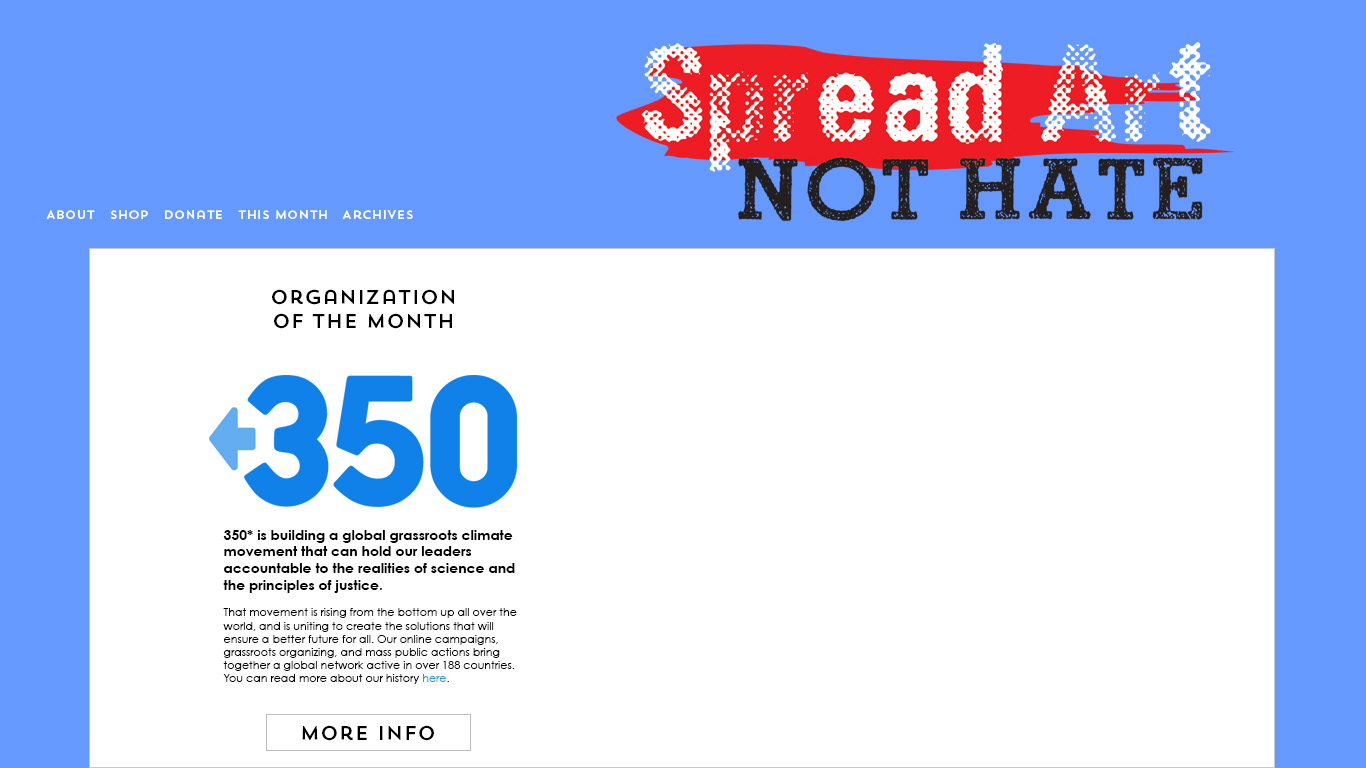 Spread Art
NOT HATE
ABOUT SHOP DONATE THIS MONTH ARCHIVES
ORGANIZATION
OF THE MONTH
350
350* is building a global grassroots climate
movement that can hold our leaders
accountable to the realities of science and
the principles of justice.
That movement is rising from the bottom up all over the
world, and is uniting to create the solutions that will
ensure a better future for all. Our online campaigns,
grassroots organizing, and mass public actions bring
together a global network active in over 188 countries.
You can read more about our history here.
MORE INFO